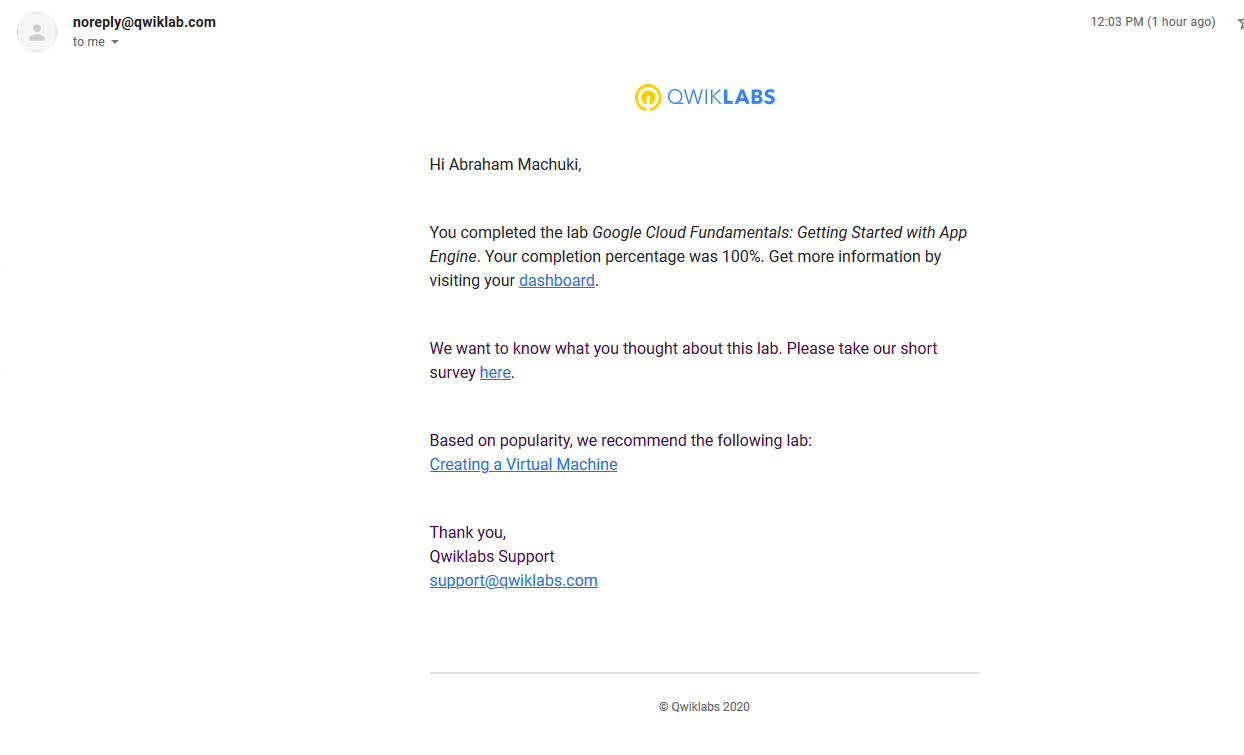 noreply@qwiklab.com
12:03 PM (1 hour ago)
to me
QWIKLABS
Hi Abraham Machuki,
You completed the lab Google Cloud Fundamentals: Getting Started with App
Engine. Your completion percentage was 100%. Get more information by
visiting your dashboard.
We want to know what you thought about this lab. Please take our short
survey here.
Based on popularity, we recommend the following lab:
Creating a Virtual Machine
Thank you,
Qwiklabs Support
support@qwiklabs.com
© Qwiklabs 2020